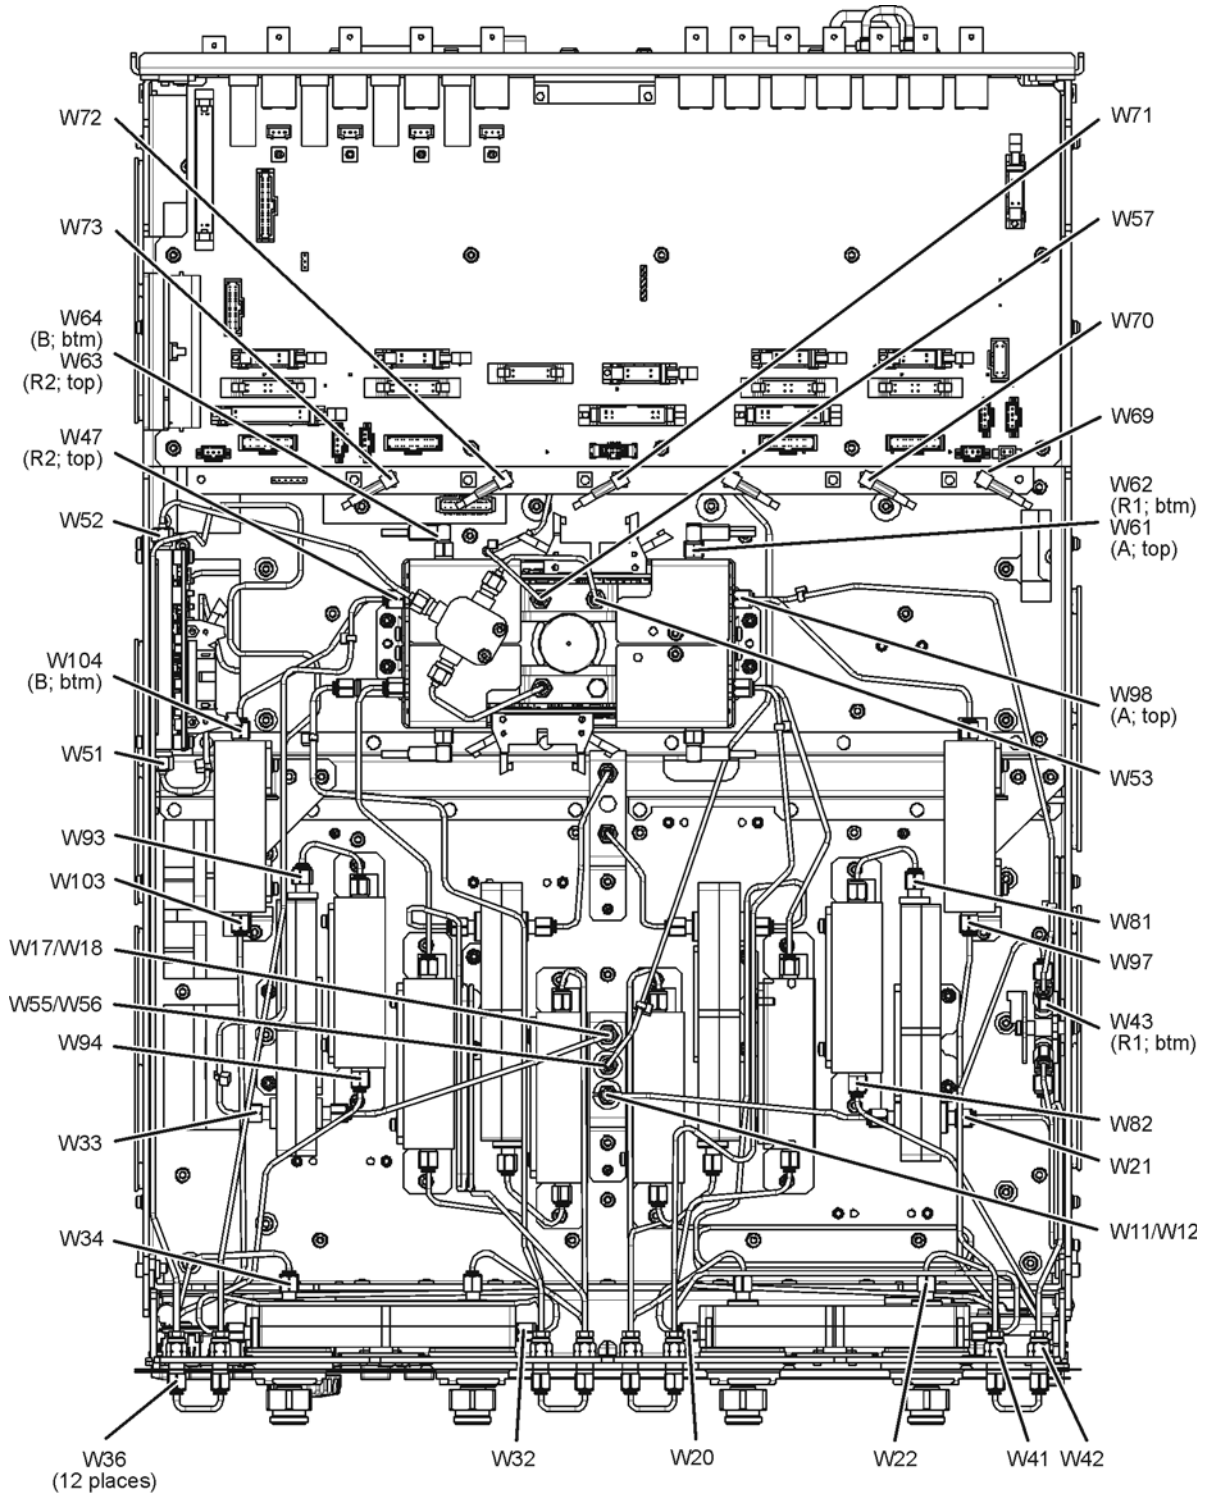 W72
W73
W64
(B; btm)
W63
(R2; top)
W47
(R2; top)
W52
W104
(B; btm)
W51
W93
W103
W17/W18
W55/W56
W94
W33
W34
W36
(12 places)
W32
W20
W22
W41
W42
W71
W57
W70
W69
W62
(R1; btm)
W61
(A; top)
W98
(A; top)
W53
W81
W97
W43
(R1; btm)
W82
W21
W11/W12